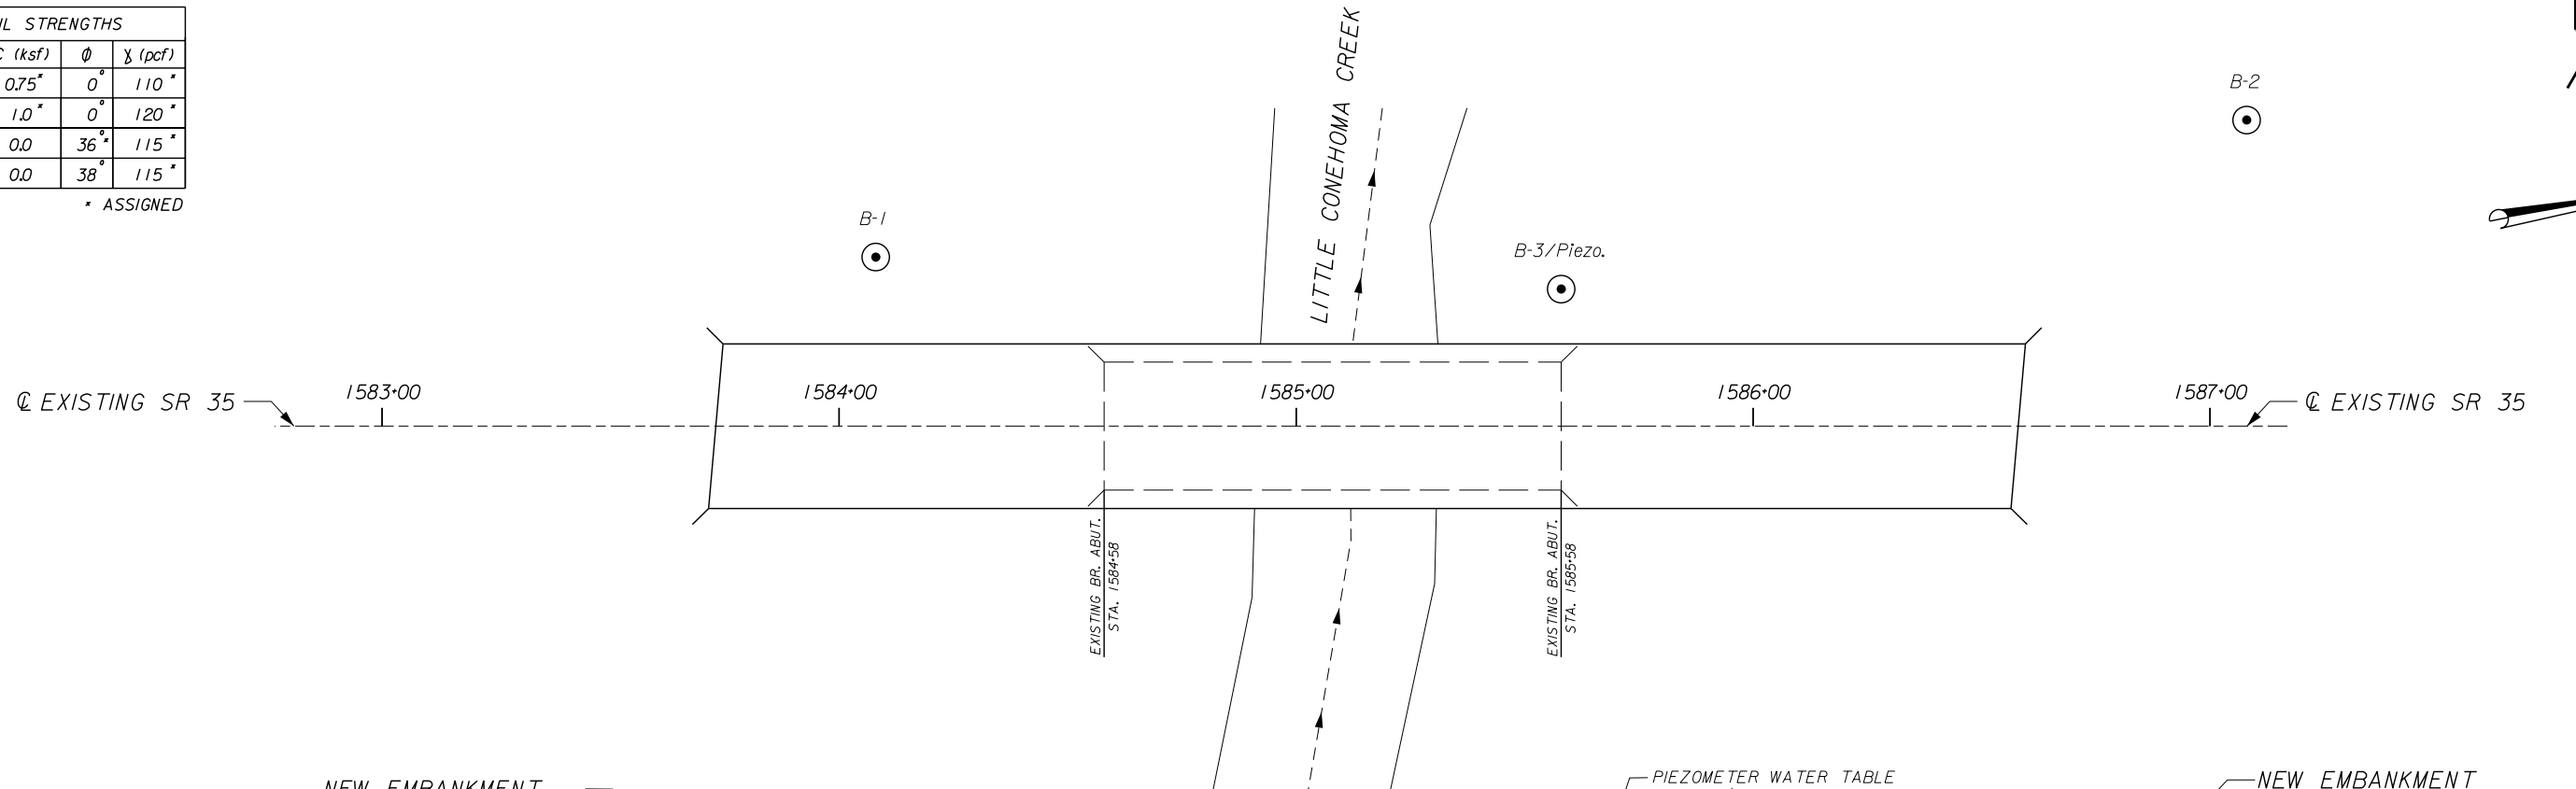 STRENGTHS
(ksf) Φ γ (pcf)
0.75* 0° 110*
1.0* 0° 120*
0.0 36°* 115*
0.0 38° 115*
* ASSIGNED
B-1
LITTLE CONEHOMA CREEK
B-3/Piezo.
B-2
℄ EXISTING SR 35
1583+00
1584+00
1585+00
1586+00
1587+00
℄ EXISTING SR 35
EXISTING BR. ABUT.
STA. 1584+58
EXISTING BR. ABUT.
STA. 1585+58
NEW EMBANKMENT
PIEZOMETER WATER TABLE
NEW EMBANKMENT